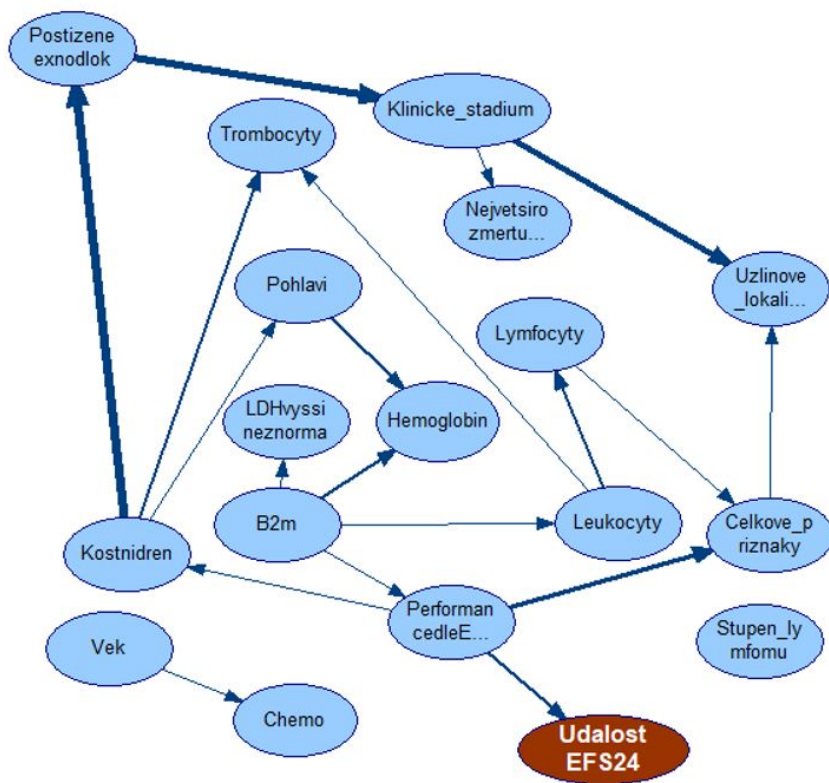 Postizene
exnodlok
Klinicke_stadium
Trombocyty
Nejvetsiro
zmertu...
Pohlavi
Uzlinove
_lokali...
Lymfocyty
LDHvyssi
neznorma
Hemoglobin
B2m
Leukocyty
Celkove_p
riznaky
Kostnidren
Performan
cedleE...
Stupen_ly
mfomu
Vek
Chemo
Udalost
EFS24